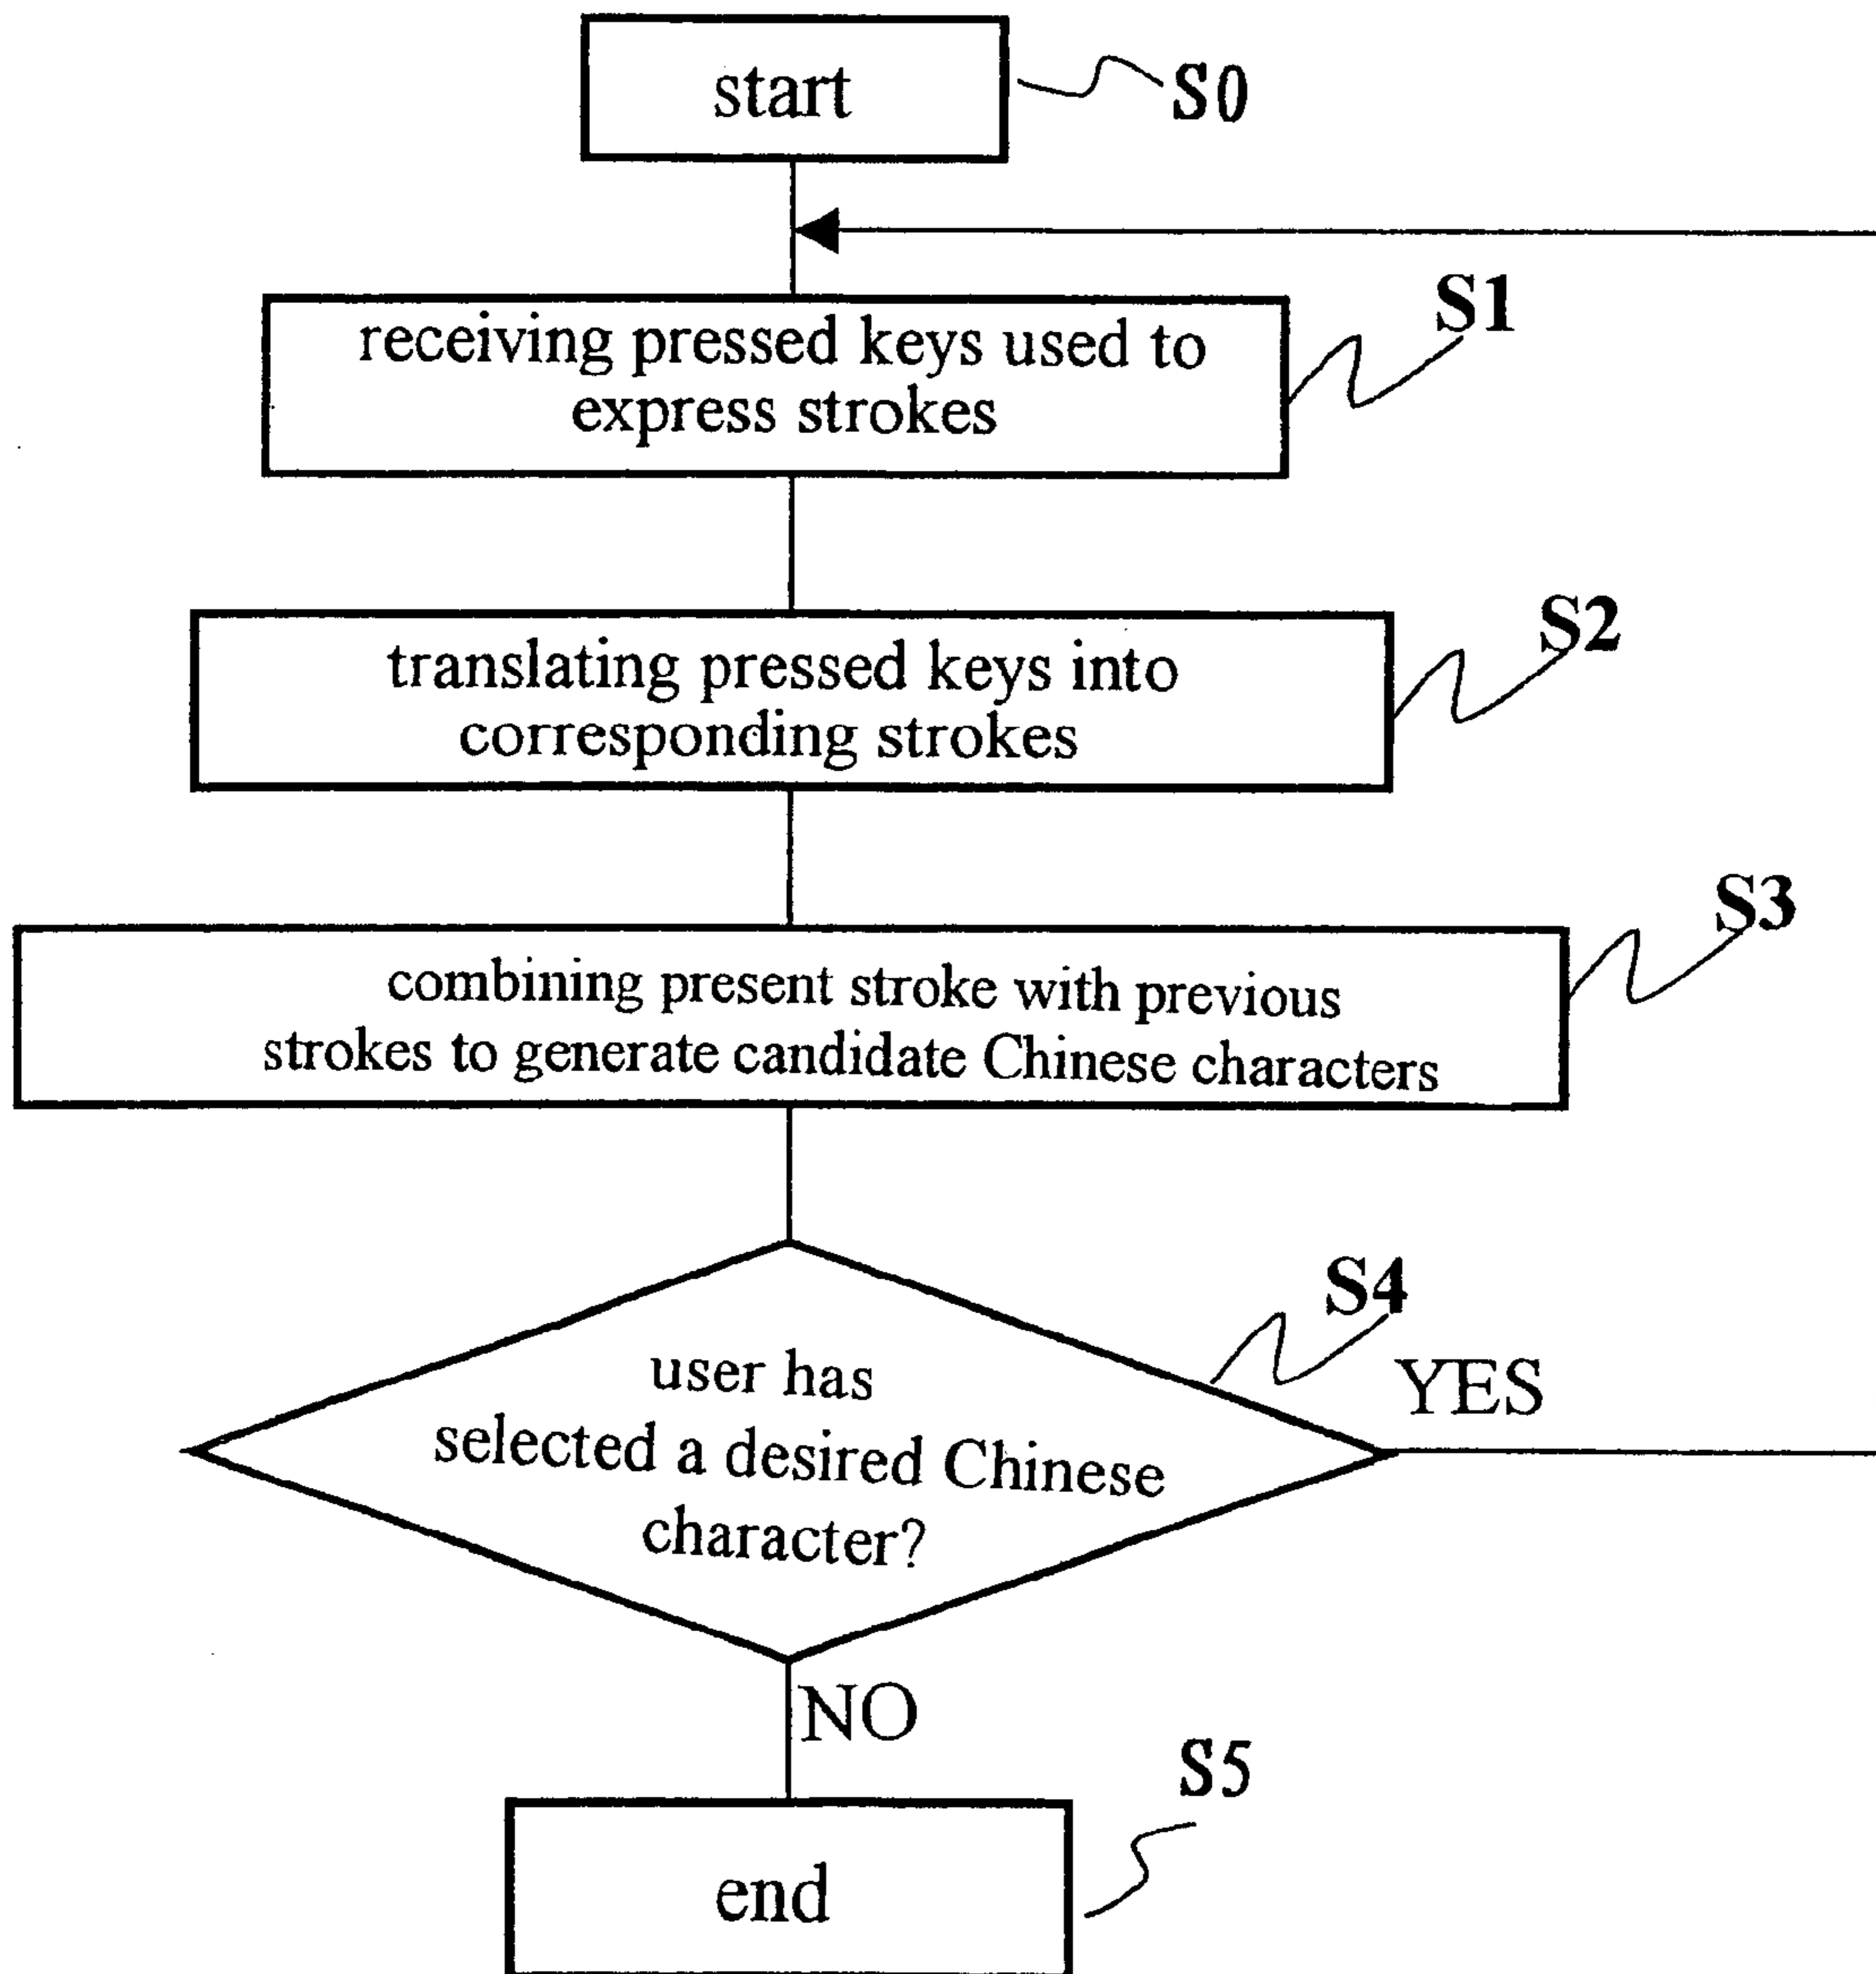 start
S0
receiving pressed keys used to
express strokes
S1
translating pressed keys into
corresponding strokes
S2
combining present stroke with previous
strokes to generate candidate Chinese characters
S3
user has
selected a desired Chinese
character?
S4
YES
NO
end
S5